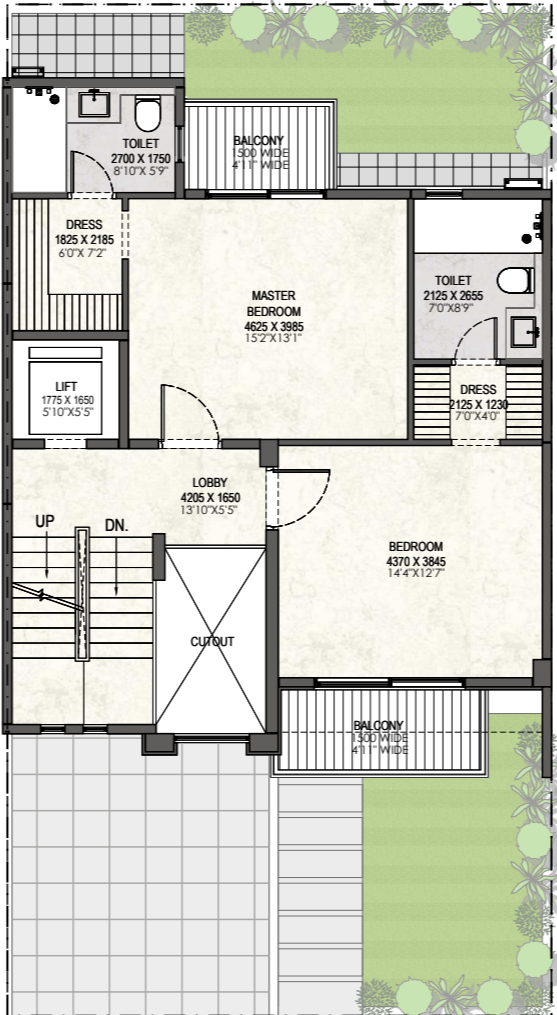 TOILET
2700 X 1750
8'10"X 5'9"
BALCONY
1500 WIDE
4'11" WIDE
DRESS
1825 X 2185
6'0"X 7'2"
MASTER
BEDROOM
4625 X 3985
15'2"X13'1"
TOILET
2125 X 2655
7'0"X8'9"
LIFT
1775 X 1650
5'10"X5'5"
DRESS
2125 X 1230
7'0"X4'0"
LOBBY
4205 X 1650
13'10"X5'5"
UP
DN.
BEDROOM
4370 X 3845
14'4"X12'7"
CUTOUT
BALCONY
1500 WIDE
4'11" WIDE